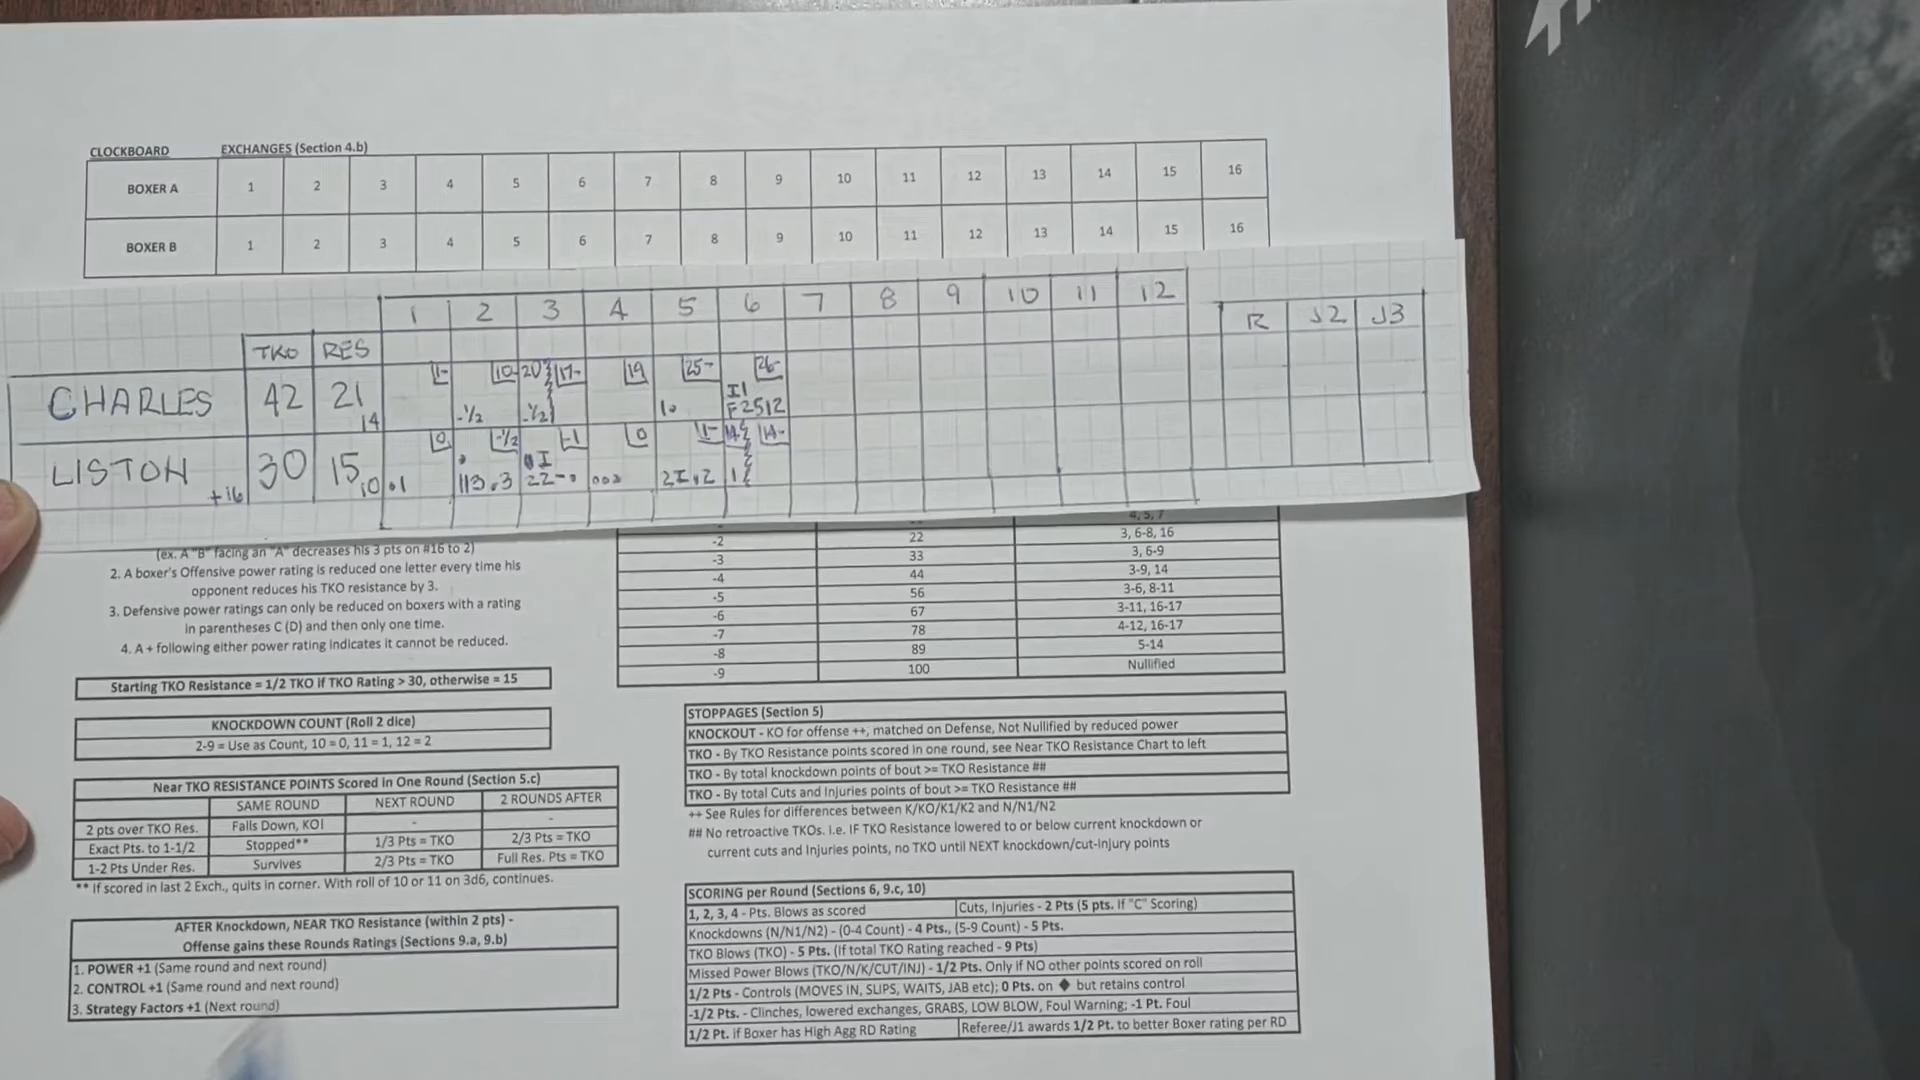 CLOCKBOARD EXCHANGES (Section 4.b)
BOXER A 1 2 3 4 5 6 7 8 9 10 11 12 13 14 15 16
BOXER B 1 2 3 4 5 6 7 8 9 10 11 12 13 14 15 16
1 2 3 4 5 6 7 8 9 10 11 12
R J2 J3
TKO RES
CHARLES 42 21 14
LISTON +16 30 15 10
4, 5, 7
-2 22 3, 6-8, 16
-3 33 3, 6-9
-4 44 3-9, 14
-5 56 3-6, 8-11
-6 67 3-11, 16-17
-7 78 4-12, 16-17
-8 89 5-14
-9 100 Nullified
(ex. A "B" facing an "A" decreases his 3 pts on #16 to 2)
2. A boxer's Offensive power rating is reduced one letter every time his
opponent reduces his TKO resistance by 3.
3. Defensive power ratings can only be reduced on boxers with a rating
in parentheses C (D) and then only one time.
4. A + following either power rating indicates it cannot be reduced.
Starting TKO Resistance = 1/2 TKO if TKO Rating > 30, otherwise = 15
KNOCKDOWN COUNT (Roll 2 dice)
2-9 = Use as Count, 10 = 0, 11 = 1, 12 = 2
Near TKO RESISTANCE POINTS Scored in One Round (Section 5.c)
SAME ROUND NEXT ROUND 2 ROUNDS AFTER
2 pts over TKO Res. Falls Down, KOI - -
Exact Pts. to 1-1/2 Stopped** 1/3 Pts = TKO 2/3 Pts = TKO
1-2 Pts Under Res. Survives 2/3 Pts = TKO Full Res. Pts = TKO
** If scored in last 2 Exch., quits in corner. With roll of 10 or 11 on 3d6, continues.
AFTER Knockdown, NEAR TKO Resistance (within 2 pts) -
Offense gains these Rounds Ratings (Sections 9.a, 9.b)
1. POWER +1 (Same round and next round)
2. CONTROL +1 (Same round and next round)
3. Strategy Factors +1 (Next round)
STOPPAGES (Section 5)
KNOCKOUT - KO for offense ++, matched on Defense, Not Nullified by reduced power
TKO - By TKO Resistance points scored in one round, see Near TKO Resistance Chart to left
TKO - By total knockdown points of bout >= TKO Resistance ##
TKO - By total Cuts and Injuries points of bout >= TKO Resistance ##
++ See Rules for differences between K/KO/K1/K2 and N/N1/N2
## No retroactive TKOs. i.e. IF TKO Resistance lowered to or below current knockdown or
current cuts and Injuries points, no TKO until NEXT knockdown/cut-Injury points
SCORING per Round (Sections 6, 9.c, 10)
1, 2, 3, 4 - Pts. Blows as scored Cuts, Injuries - 2 Pts (5 pts. If "C" Scoring)
Knockdowns (N/N1/N2) - (0-4 Count) - 4 Pts., (5-9 Count) - 5 Pts.
TKO Blows (TKO) - 5 Pts. (If total TKO Rating reached - 9 Pts)
Missed Power Blows (TKO/N/K/CUT/INJ) - 1/2 Pts. Only if NO other points scored on roll
1/2 Pts - Controls (MOVES IN, SLIPS, WAITS, JAB etc); 0 Pts. on ◆ but retains control
-1/2 Pts. - Clinches, lowered exchanges, GRABS, LOW BLOW, Foul Warning; -1 Pt. Foul
1/2 Pt. if Boxer has High Agg RD Rating Referee/J1 awards 1/2 Pt. to better Boxer rating per RD